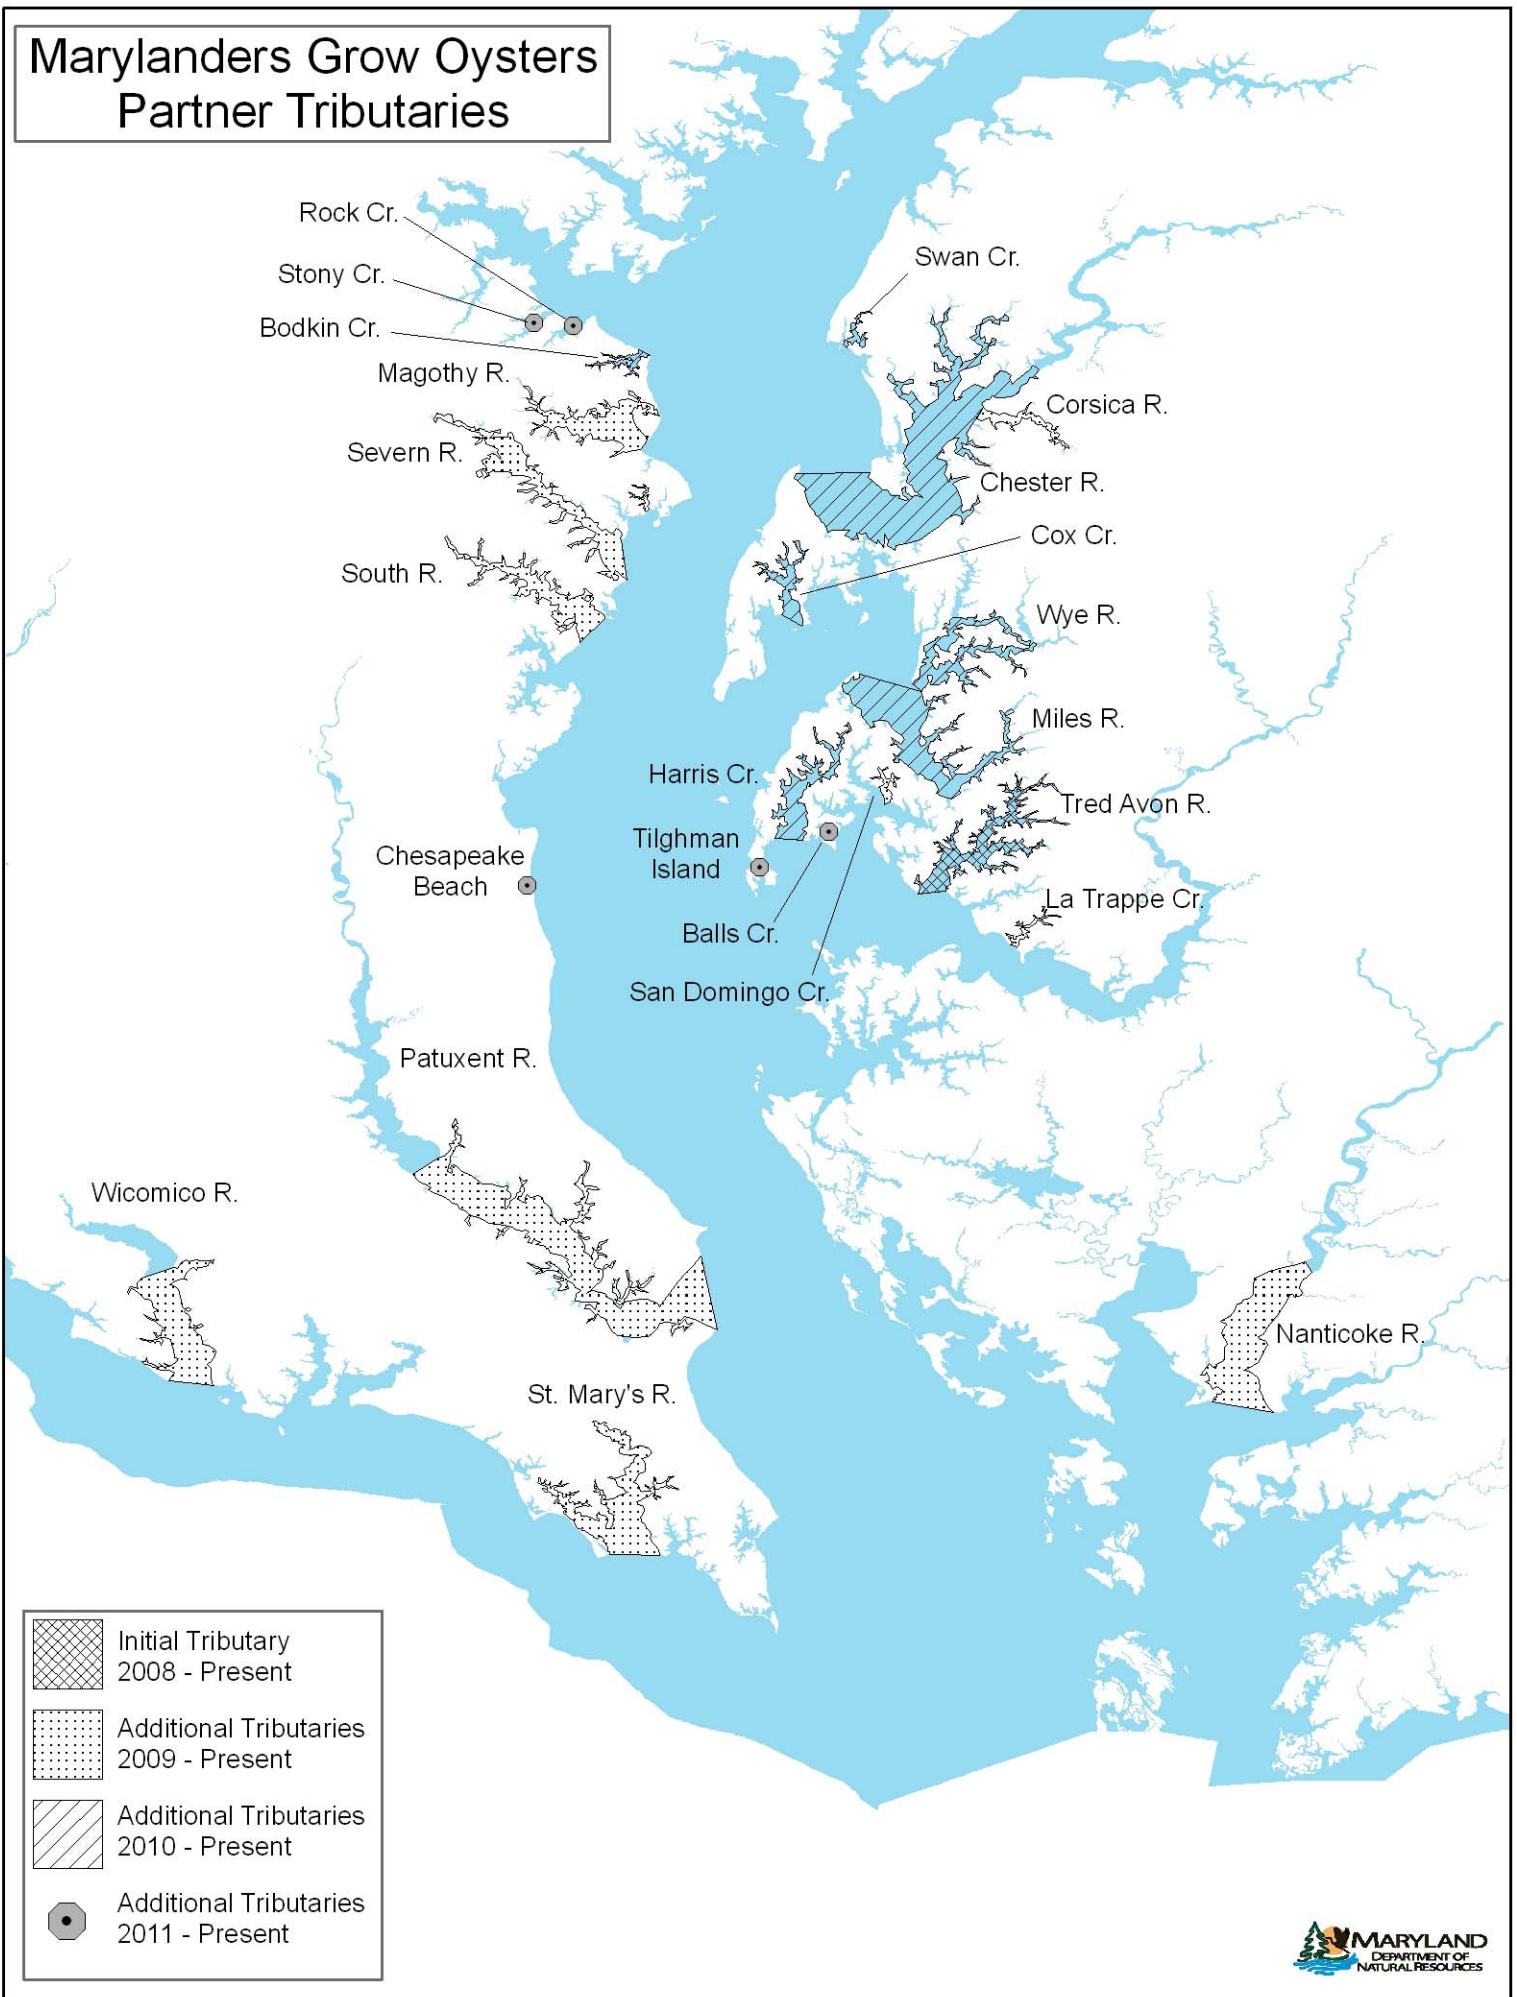 Marylanders Grow Oysters
Partner Tributaries
Rock Cr.
Stony Cr.
Bodkin Cr.
Magothy R.
Severn R.
South R.
Swan Cr.
Corsica R.
Chester R.
Cox Cr.
Wye R.
Miles R.
Harris Cr.
Tred Avon R.
Tilghman
Island
Chesapeake
Beach
La Trappe Cr.
Balls Cr.
San Domingo Cr.
Patuxent R.
Wicomico R.
Nanticoke R.
St. Mary's R.
Initial Tributary
2008 - Present
Additional Tributaries
2009 - Present
Additional Tributaries
2010 - Present
Additional Tributaries
2011 - Present
MARYLAND
DEPARTMENT OF
NATURAL RESOURCES